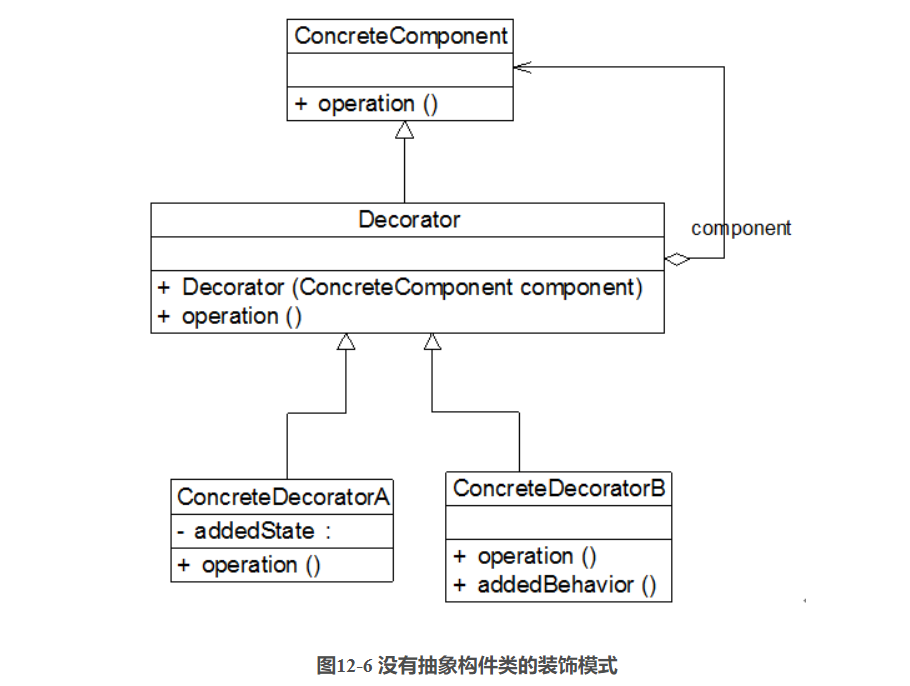 ConcreteComponent
+ operation ()
Decorator
component
+ Decorator (ConcreteComponent component)
+ operation ()
ConcreteDecoratorA
- addedState :
+ operation ()
ConcreteDecoratorB
+ operation ()
+ addedBehavior ()
图12-6 没有抽象构件类的装饰模式